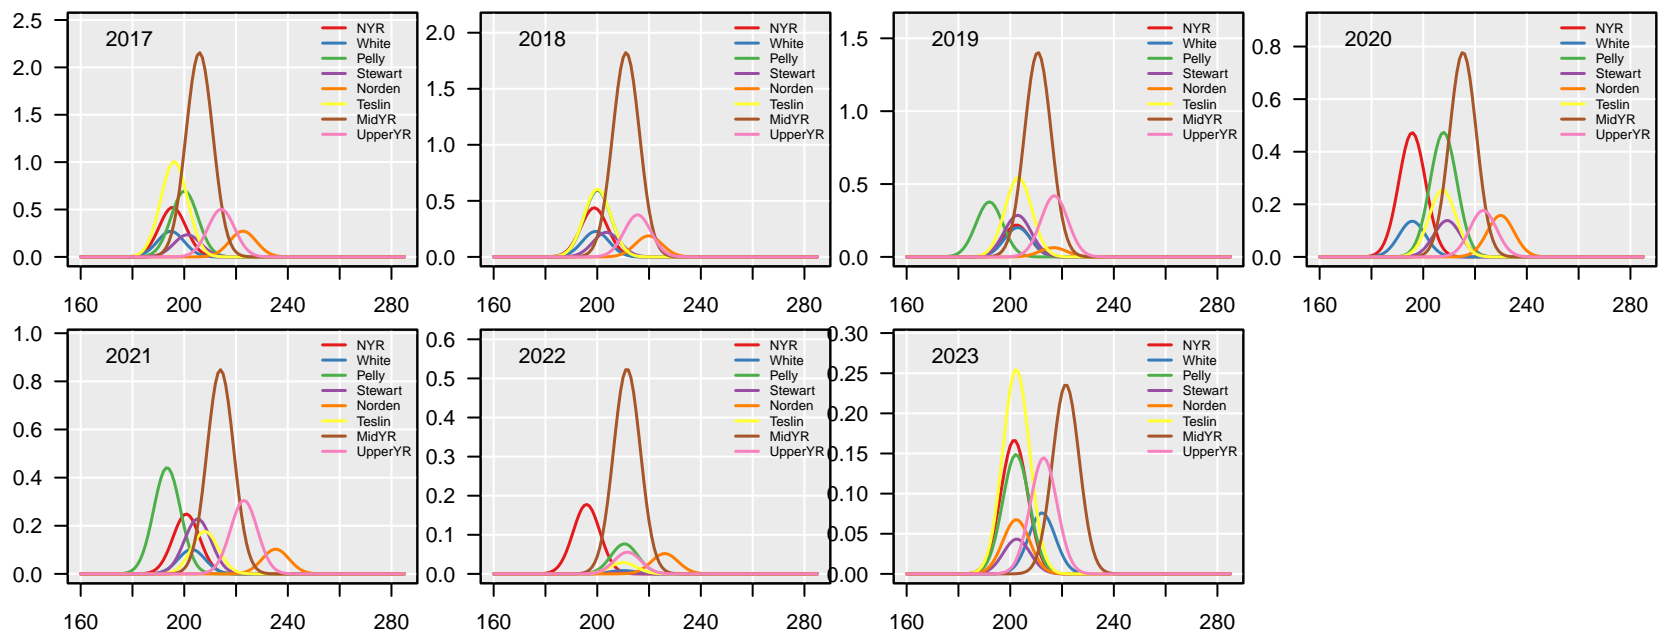 2017
NYR
White
Pelly
Stewart
Norden
Teslin
MidYR
UpperYR
2.5
2.0
1.5
1.0
0.5
0.0
160 200 240 280
2018
NYR
White
Pelly
Stewart
Norden
Teslin
MidYR
UpperYR
2.0
1.5
1.0
0.5
0.0
160 200 240 280
2019
NYR
White
Pelly
Stewart
Norden
Teslin
MidYR
UpperYR
1.5
1.0
0.5
0.0
160 200 240 280
2020
NYR
White
Pelly
Stewart
Norden
Teslin
MidYR
UpperYR
0.8
0.6
0.4
0.2
0.0
160 200 240 280
2021
NYR
White
Pelly
Stewart
Norden
Teslin
MidYR
UpperYR
1.0
0.8
0.6
0.4
0.2
0.0
160 200 240 280
2022
NYR
White
Pelly
Stewart
Norden
Teslin
MidYR
UpperYR
0.6
0.5
0.4
0.3
0.2
0.1
0.0
160 200 240 280
2023
NYR
White
Pelly
Stewart
Norden
Teslin
MidYR
UpperYR
0.30
0.25
0.20
0.15
0.10
0.05
0.00
160 200 240 280